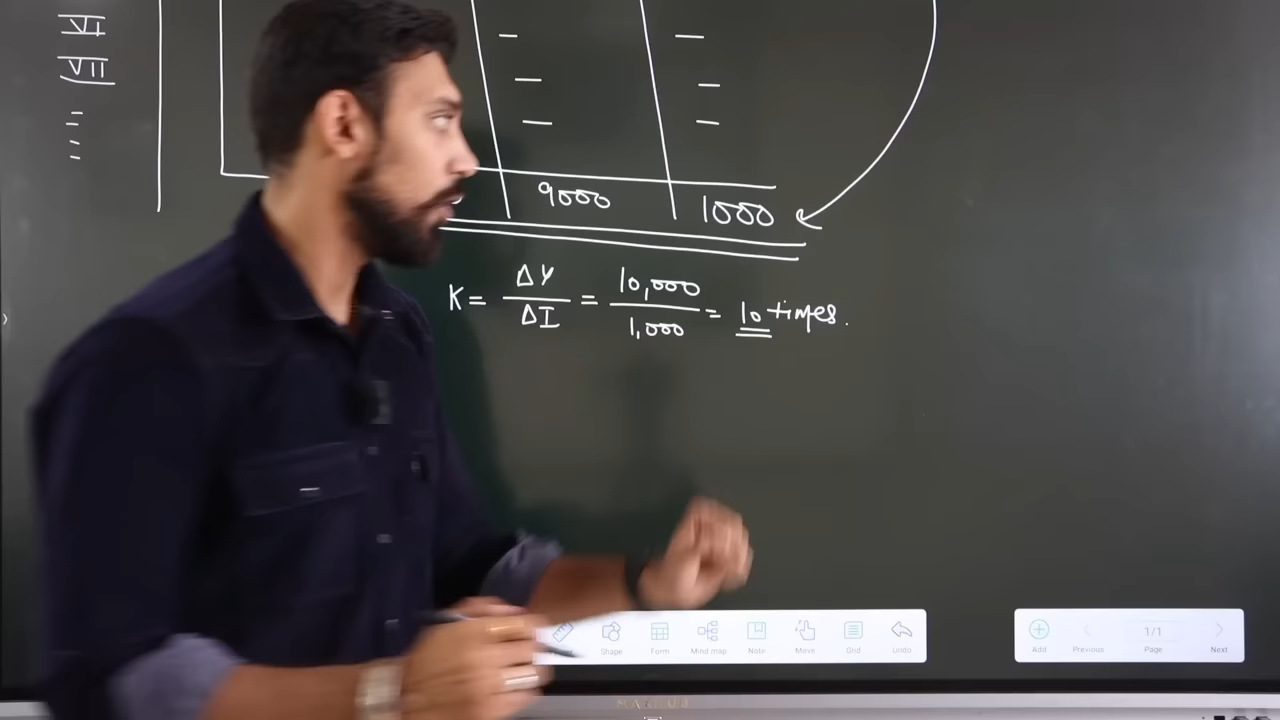 VI
VII
9000 1000
K = ΔY / ΔI = 10,000 / 1,000 = 10 times.
Shape Form Mind map Note Move Grid Undo
Add Previous 1/1 Page Next